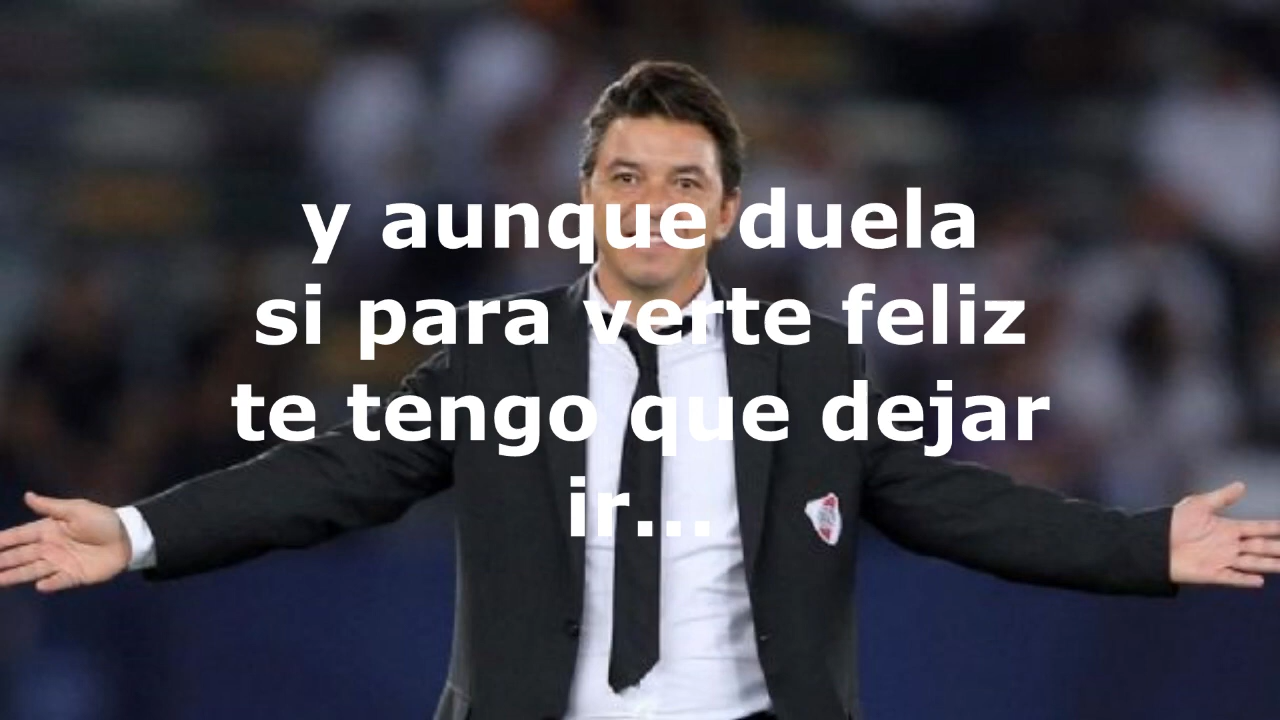 y aunque duela
si para verte feliz
te tengo que dejar
ir...